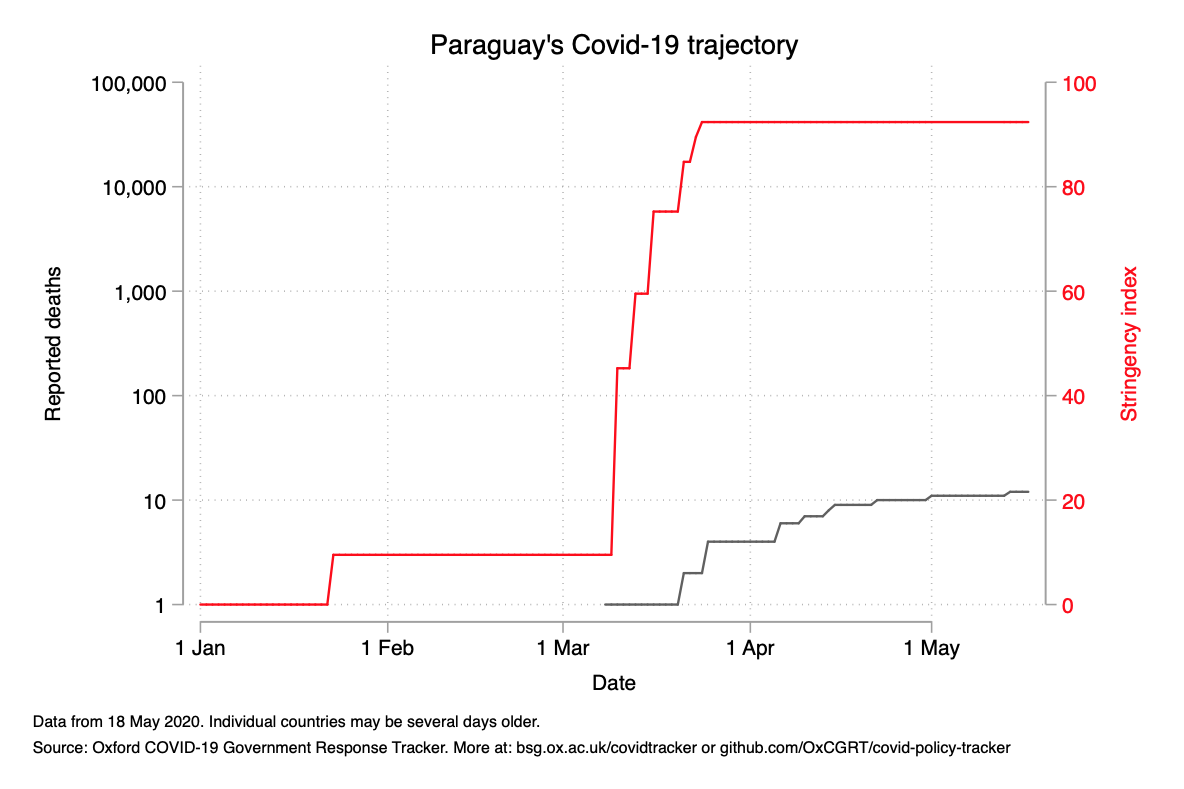 Paraguay's Covid-19 trajectory
100,000
10,000
1,000
100
10
1
Reported deaths
100
80
60
40
20
0
Stringency index
1 Jan
1 Feb
1 Mar
1 Apr
1 May
Date
Data from 18 May 2020. Individual countries may be several days older.
Source: Oxford COVID-19 Government Response Tracker. More at: bsg.ox.ac.uk/covidtracker or github.com/OxCGRT/covid-policy-tracker